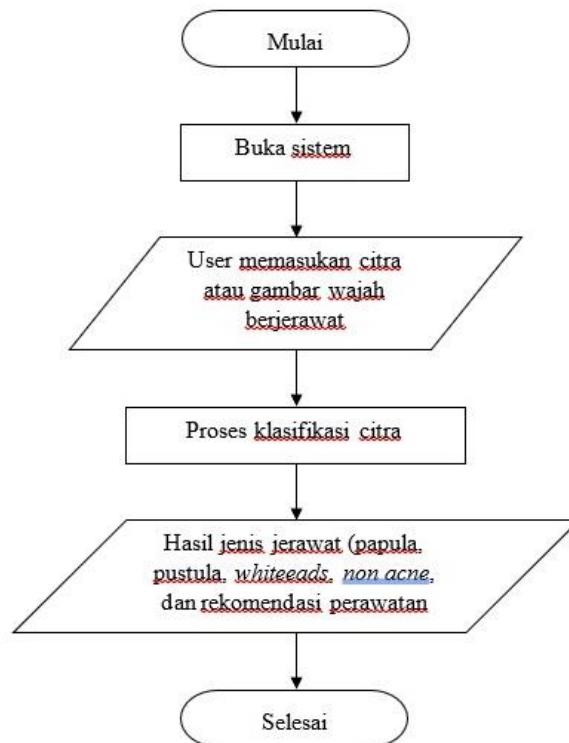 Mulai
Buka sistem
User memasukan citra
atau gambar wajah
berjerawat
Proses klasifikasi citra
Hasil jenis jerawat (papula,
pustula, whiteeads, non acne,
dan rekomendasi perawatan
Selesai